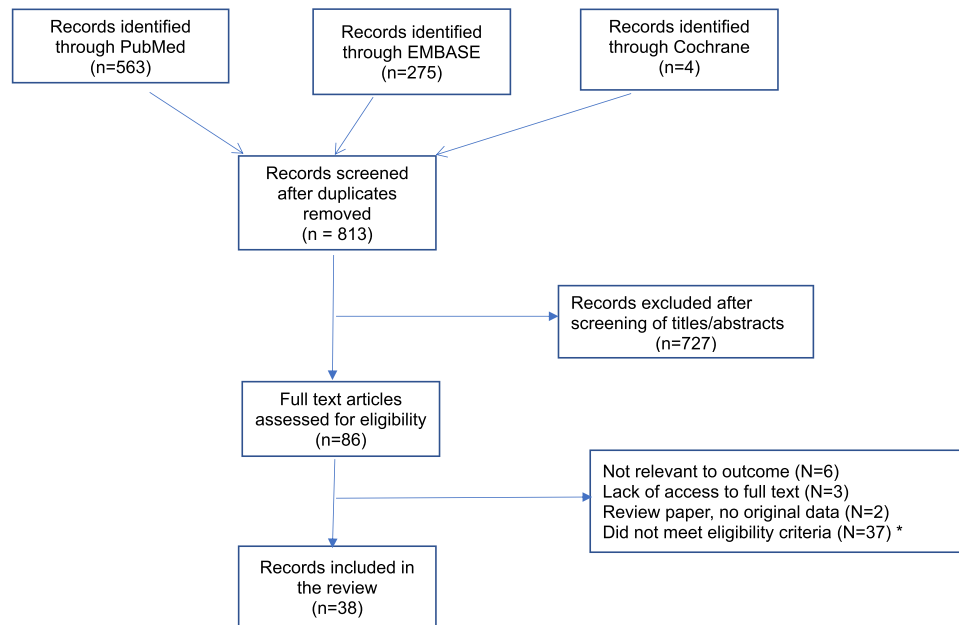 Records identified
through PubMed
(n=563)
Records identified
through EMBASE
(n=275)
Records identified
through Cochrane
(n=4)
Records screened
after duplicates
removed
(n = 813)
Records excluded after
screening of titles/abstracts
(n=727)
Full text articles
assessed for eligibility
(n=86)
Not relevant to outcome (N=6)
Lack of access to full text (N=3)
Review paper, no original data (N=2)
Did not meet eligibility criteria (N=37) *
Records included in
the review
(n=38)